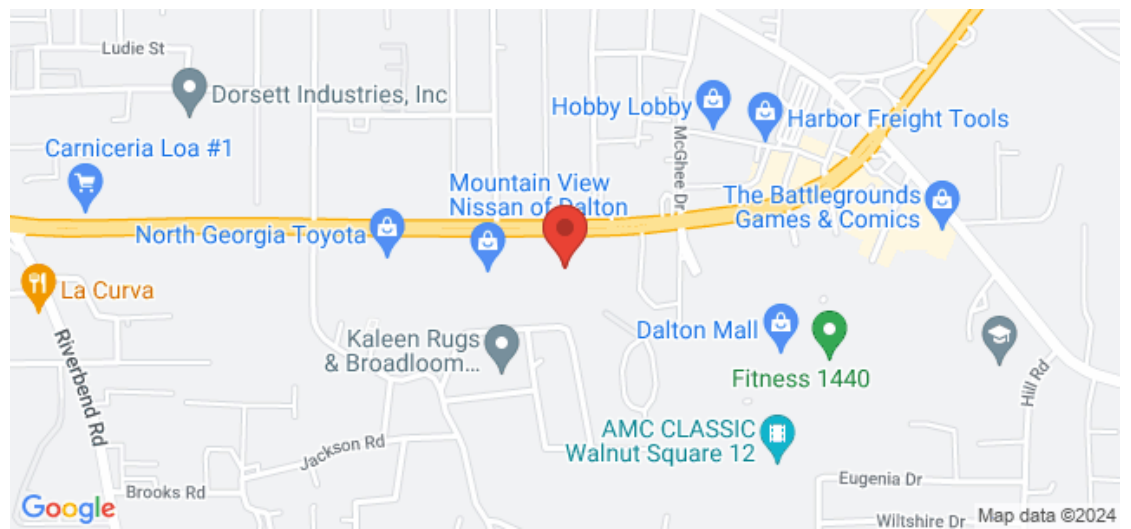 Ludie St
Dorsett Industries, Inc
Hobby Lobby
Harbor Freight Tools
McGhee Dr
Carniceria Loa #1
Mountain View
Nissan of Dalton
The Battlegrounds
Games & Comics
North Georgia Toyota
La Curva
Kaleen Rugs
& Broadloom...
Dalton Mall
Fitness 1440
Riverbend Rd
Hill Rd
AMC CLASSIC
Walnut Square 12
Jackson Rd
Eugenia Dr
Brooks Rd
Google
Map data ©2024
Wiltshire Dr